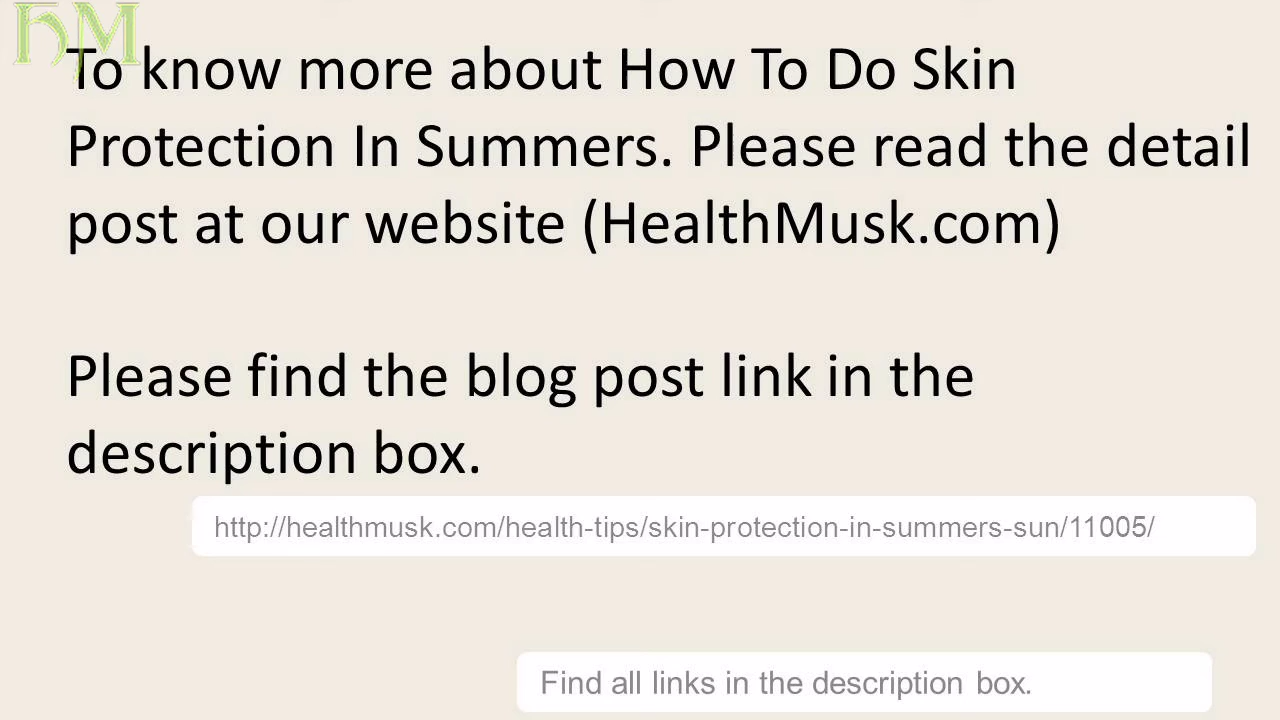 HM
To know more about How To Do Skin
Protection In Summers. Please read the detail
post at our website (HealthMusk.com)
Please find the blog post link in the
description box.
http://healthmusk.com/health-tips/skin-protection-in-summers-sun/11005/
Find all links in the description box.